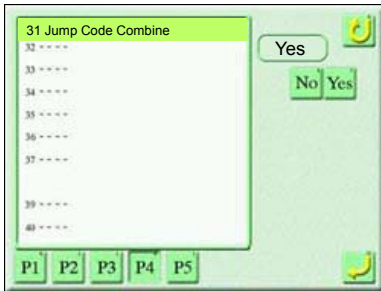 31 Jump Code Combine
32 ----
33 ----
34 ----
35 ----
36 ----
37 ----
39 ----
40 ----
Yes
No Yes
P1 P2 P3 P4 P5